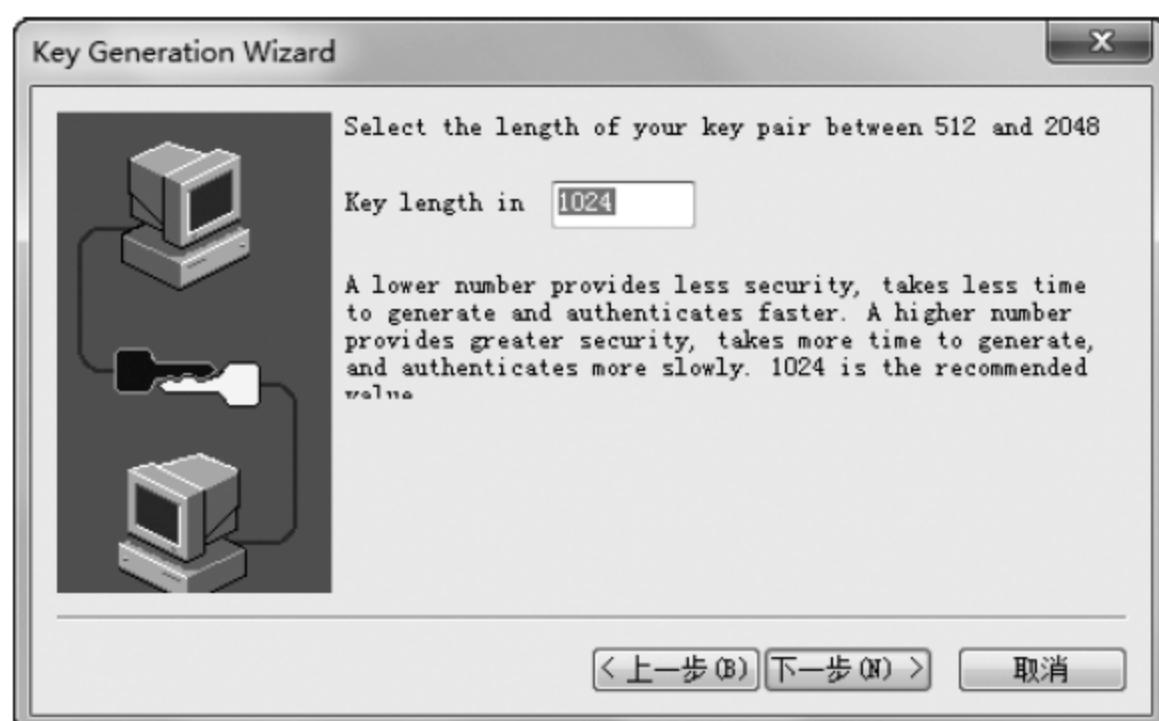 Key Generation Wizard
Select the length of your key pair between 512 and 2048
Key length in 1024
A lower number provides less security, takes less time
to generate and authenticates faster. A higher number
provides greater security, takes more time to generate,
and authenticates more slowly. 1024 is the recommended
value
<上一步(B) 下一步(N)> 取消